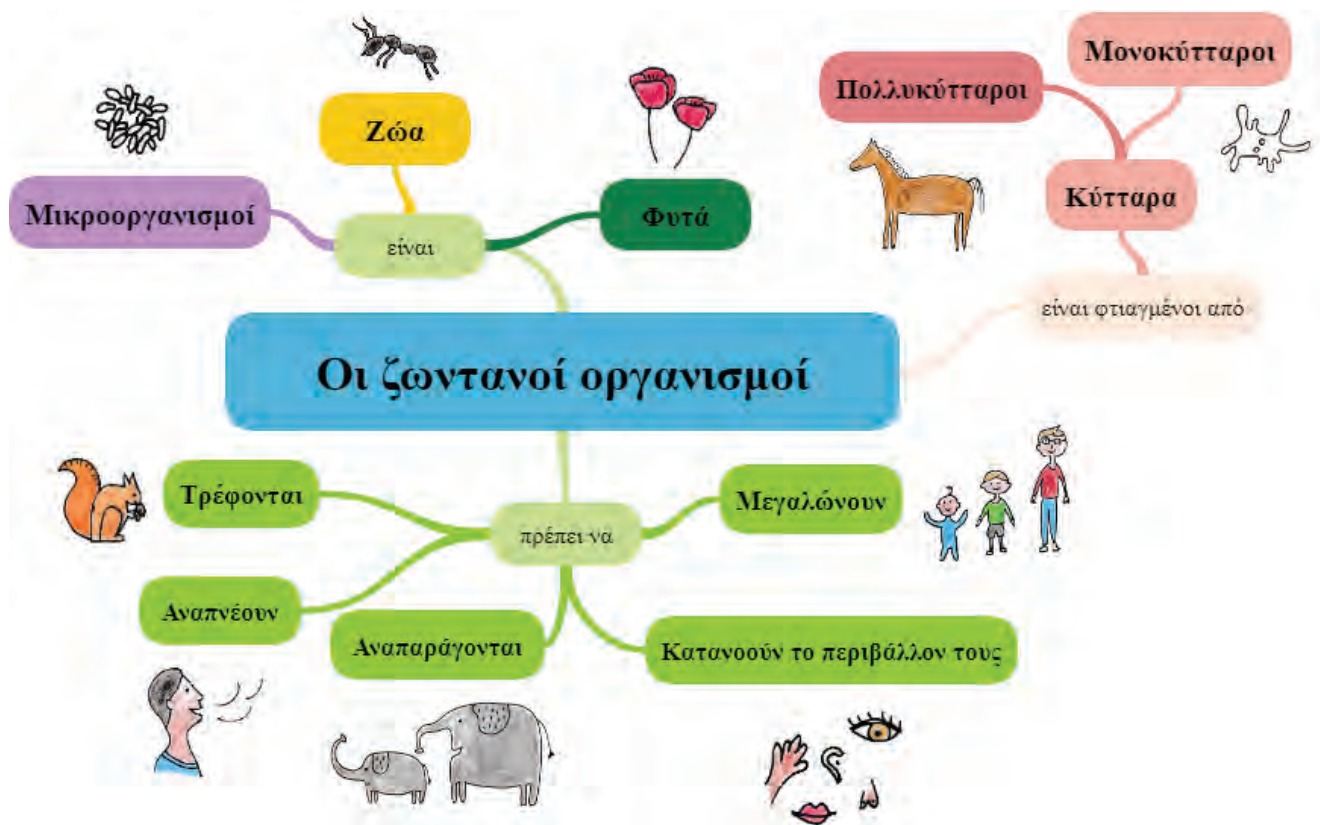 Μονοκύτταροι
Πολλυκύτταροι
Ζώα
Κύτταρα
Μικροοργανισμοί
Φυτά
είναι
είναι φτιαγμένοι από
Οι ζωντανοί οργανισμοί
Τρέφονται
Μεγαλώνουν
πρέπει να
Αναπνέουν
Αναπαράγονται
Κατανοούν το περιβάλλον τους